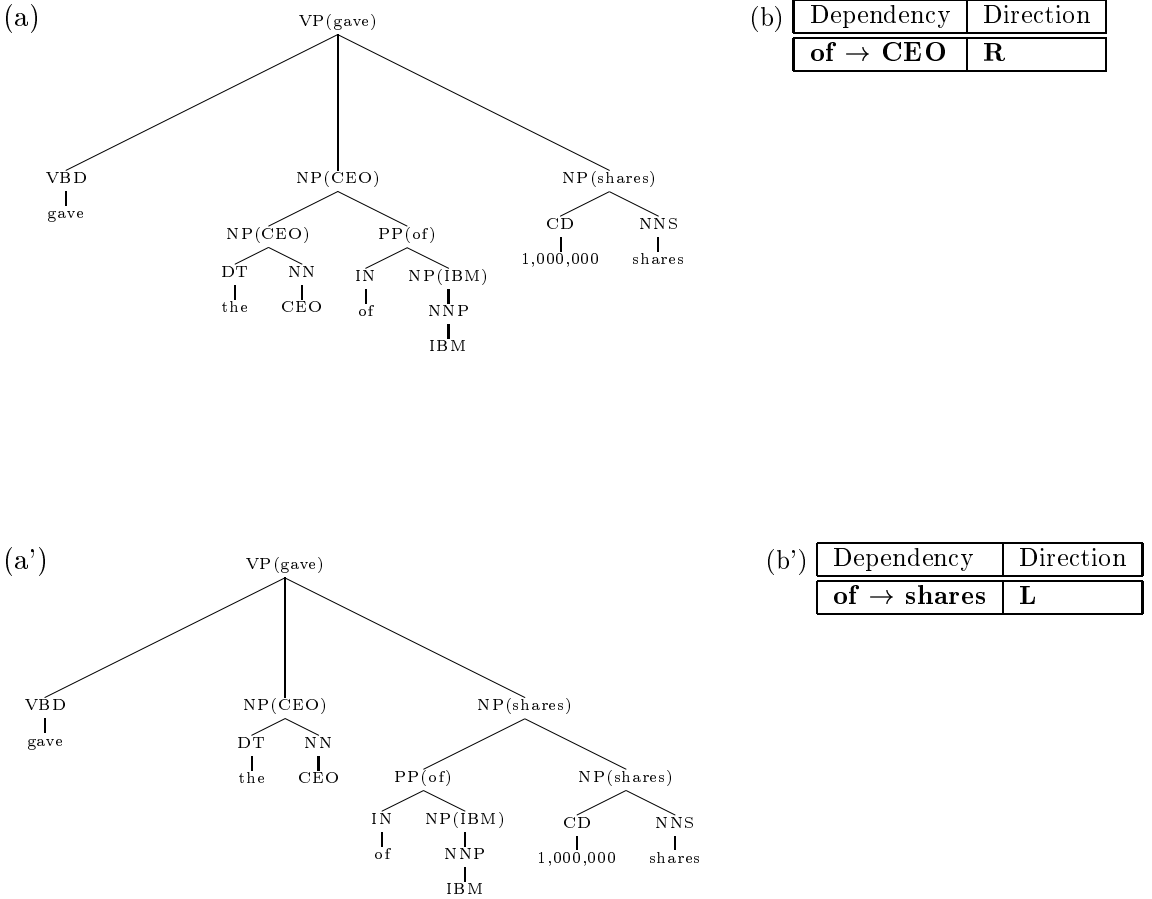 (a)
VP(gave)
VBD NP(CEO) NP(shares)
gave
NP(CEO) PP(of) CD NNS
1,000,000 shares
DT NN IN NP(IBM)
the CEO of NNP
IBM
(b)
Dependency Direction
of → CEO R
(a')
VP(gave)
VBD NP(CEO) NP(shares)
gave DT NN
the CEO PP(of) NP(shares)
IN NP(IBM) CD NNS
of NNP 1,000,000 shares
IBM
(b')
Dependency Direction
of → shares L